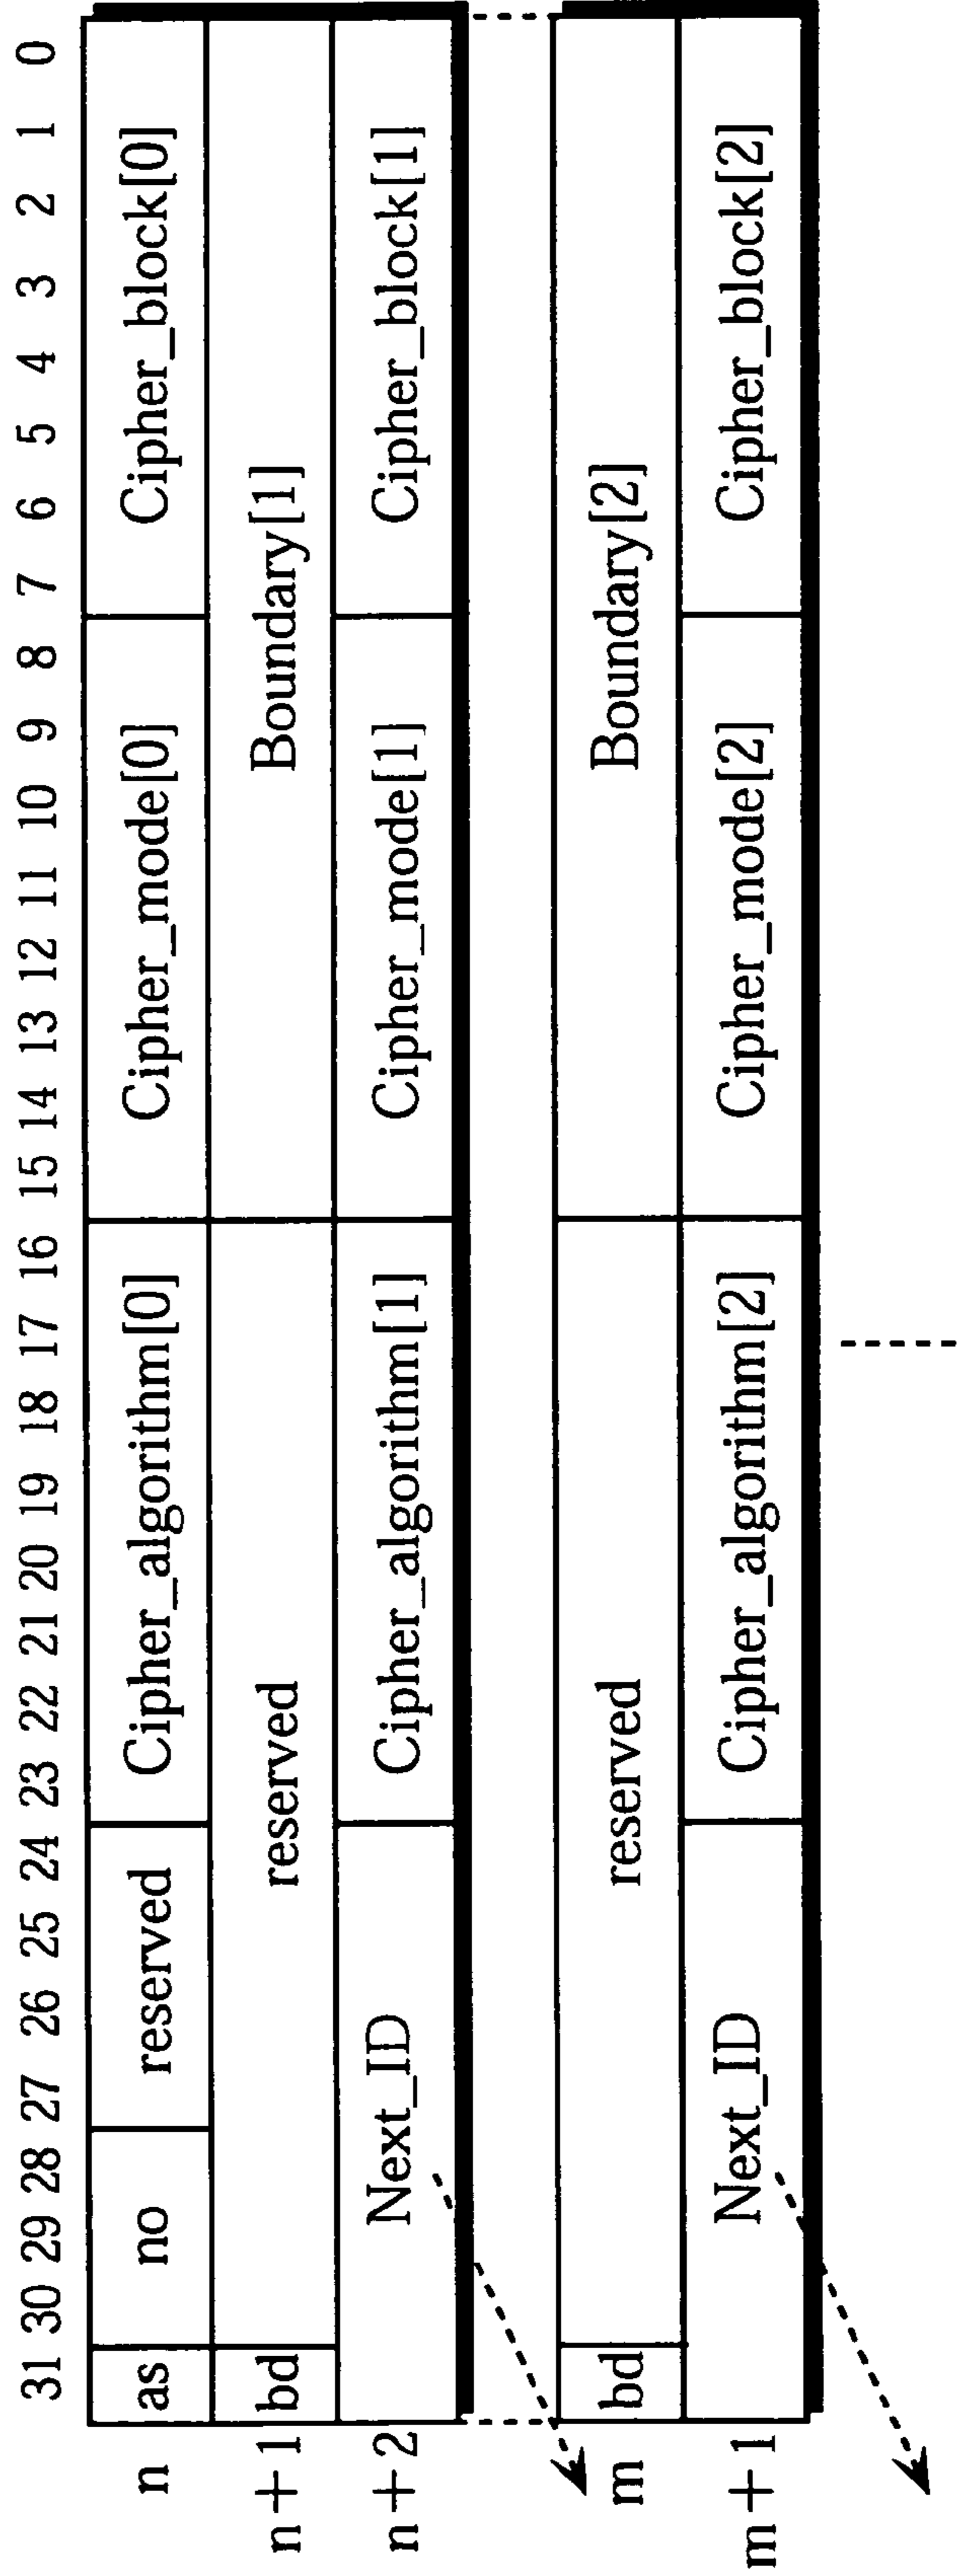 31 30 29 28 27 26 25 24 23 22 21 20 19 18 17 16 15 14 13 12 11 10 9 8 7 6 5 4 3 2 1 0
n as no reserved Cipher_algorithm[0] Cipher_mode[0] Cipher_block[0]
n+1 bd reserved Boundary[1]
n+2 Next_ID Cipher_algorithm[1] Cipher_mode[1] Cipher_block[1]
m bd reserved Boundary[2]
m+1 Next_ID Cipher_algorithm[2] Cipher_mode[2] Cipher_block[2]